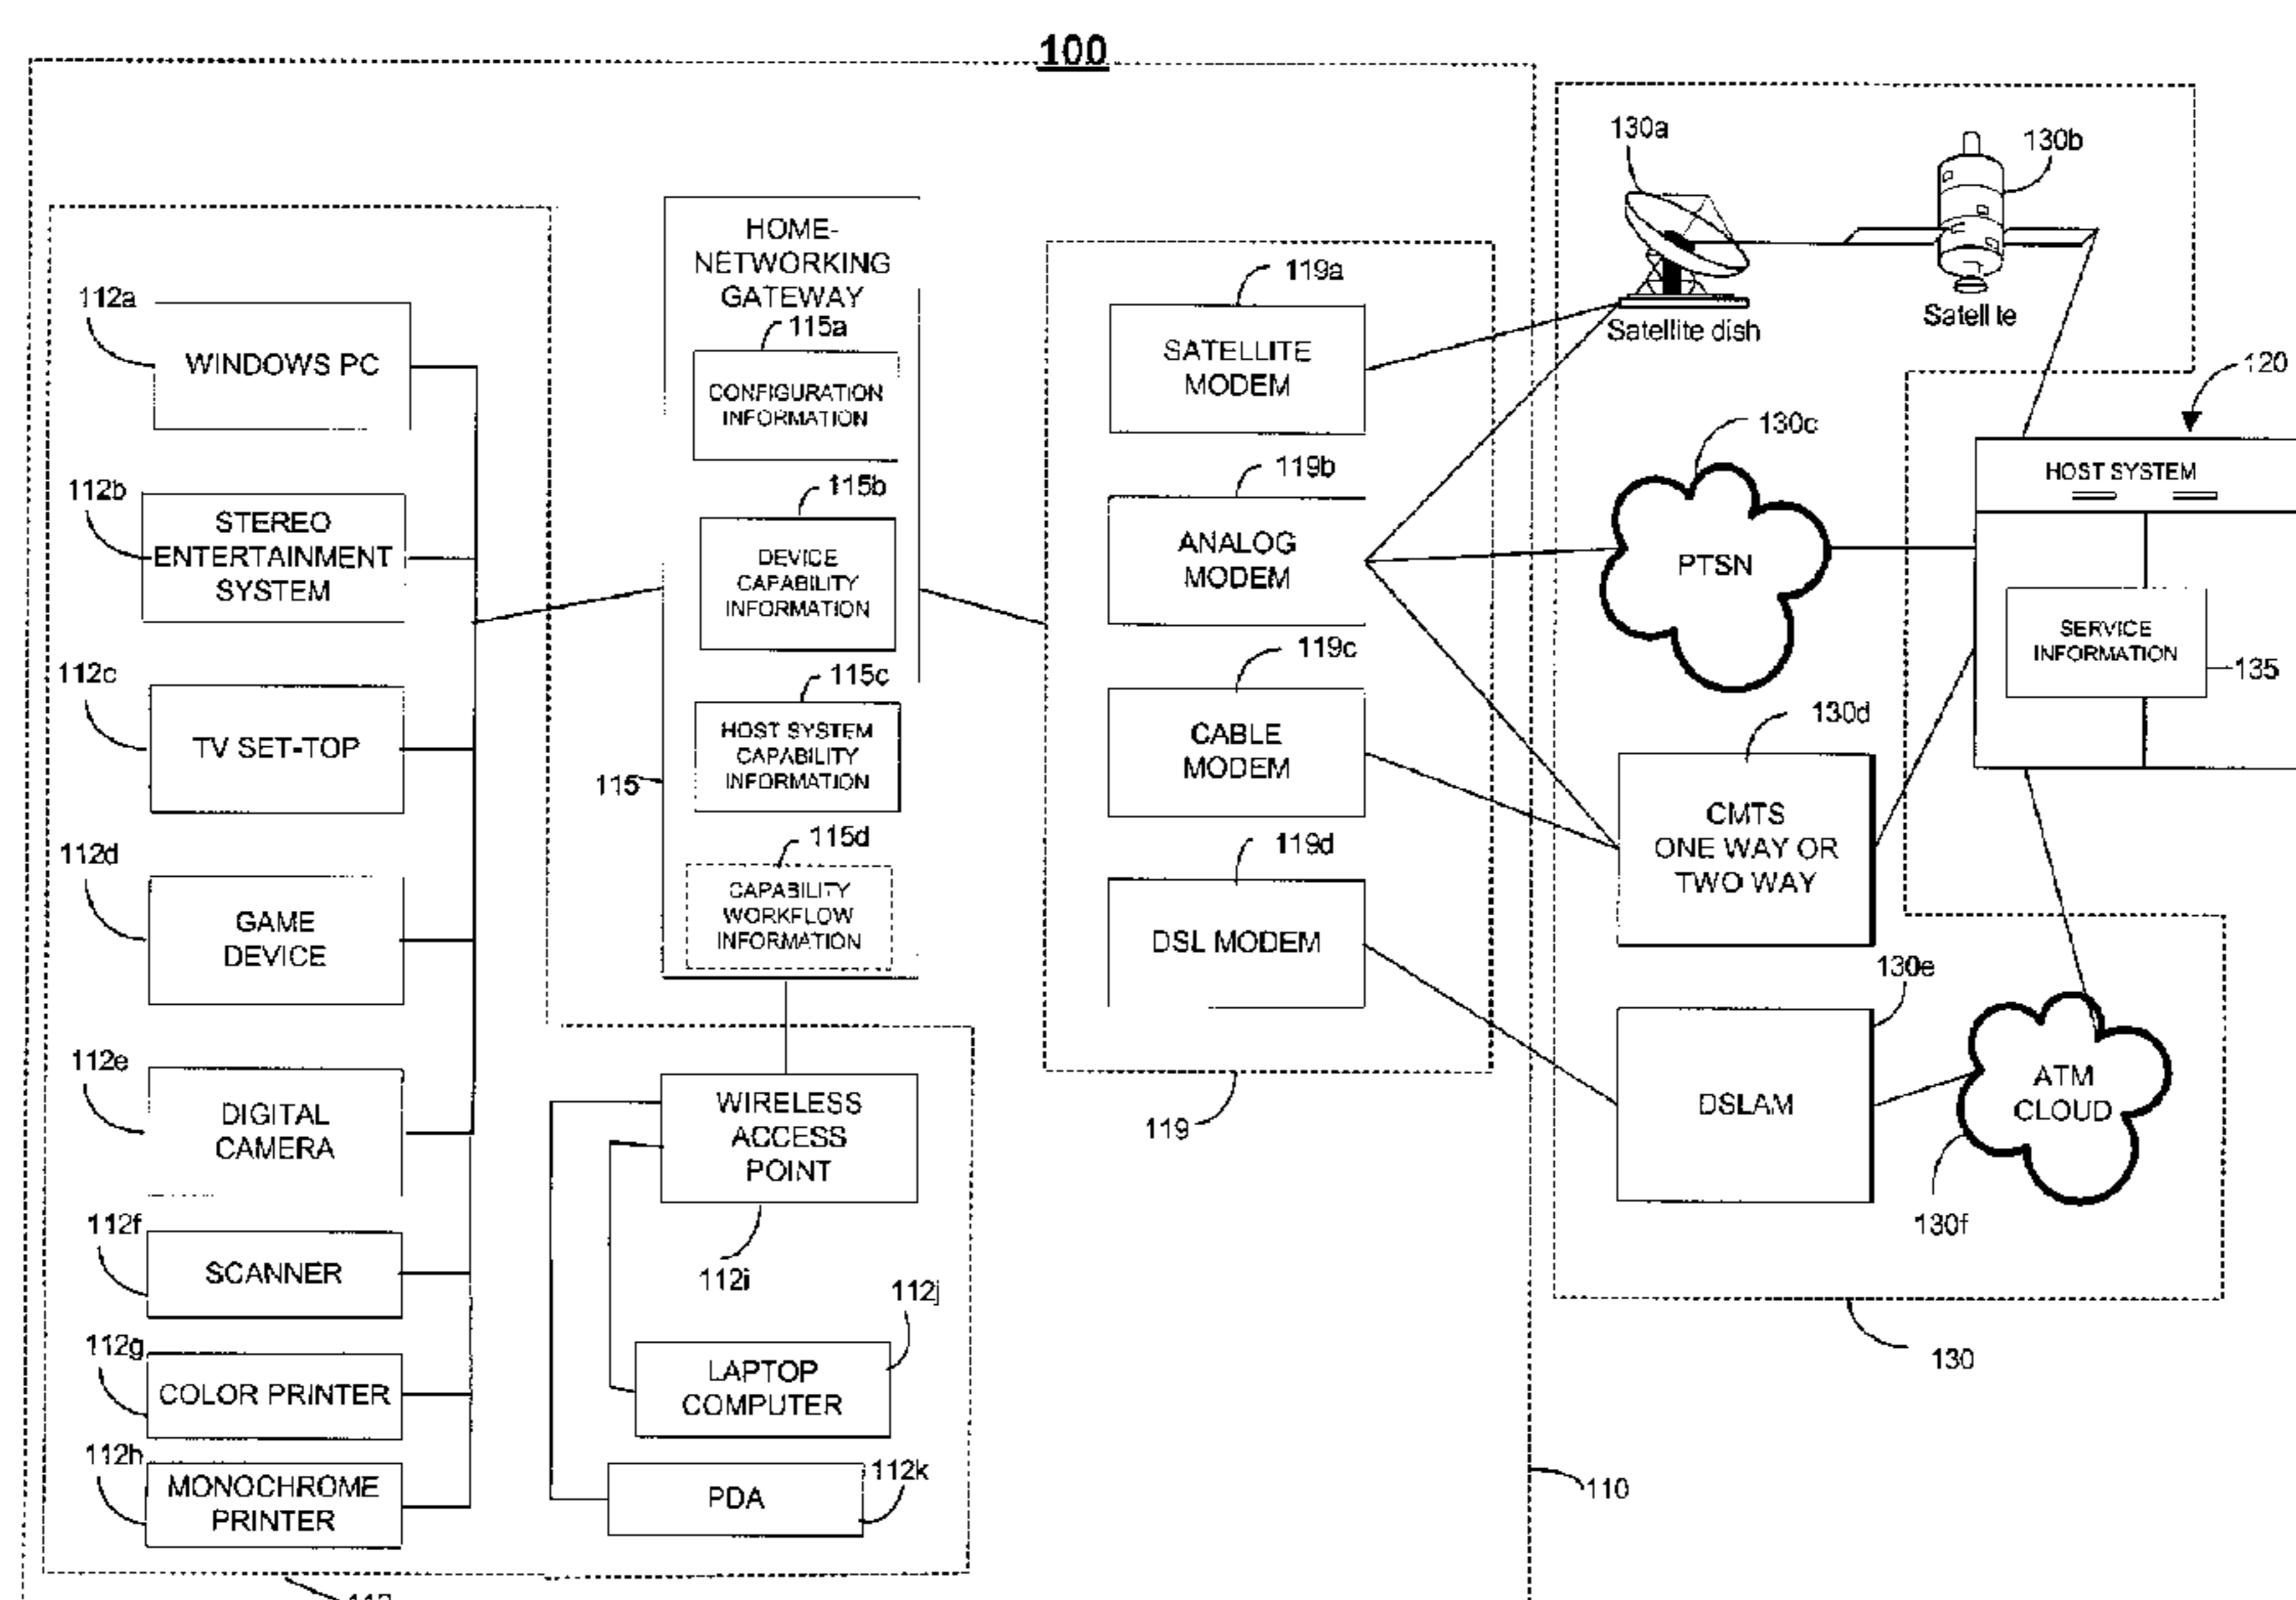 100
112a
WINDOWS PC
112b
STEREO
ENTERTAINMENT
SYSTEM
112c
TV SET-TOP
112d
GAME
DEVICE
112e
DIGITAL
CAMERA
112f
SCANNER
112g
COLOR PRINTER
112h
MONOCHROME
PRINTER
HOME-
NETWORKING
GATEWAY
115a
CONFIGURATION
INFORMATION
115b
DEVICE
CAPABILITY
INFORMATION
115c
HOST SYSTEM
CAPABILITY
INFORMATION
115
115d
CAPABILITY
WORKFLOW
INFORMATION
WIRELESS
ACCESS
POINT
112i
112j
LAPTOP
COMPUTER
PDA
112k
119a
SATELLITE
MODEM
119b
ANALOG
MODEM
119c
CABLE
MODEM
119d
DSL MODEM
119
110
130a
Satellite dish
130b
Satellite
130c
PTSN
130d
CMTS
ONE WAY OR
TWO WAY
130e
DSLAM
ATM
CLOUD
130f
130
120
HOST SYSTEM
SERVICE
INFORMATION
135